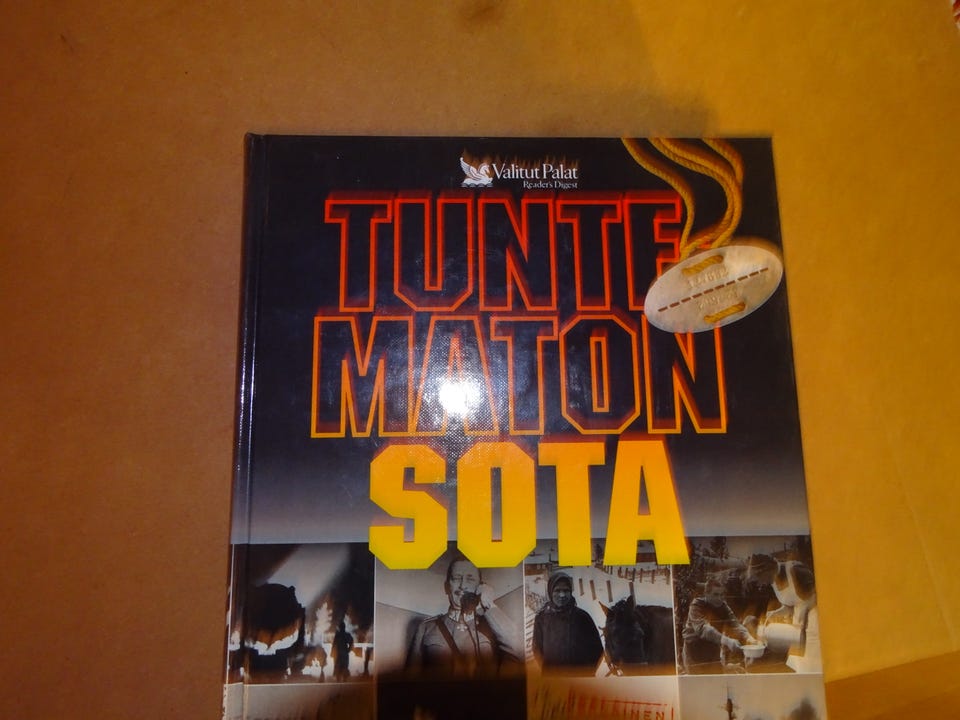 Valitut Palat
Reader's Digest
TUNTE
MATON
SOTA